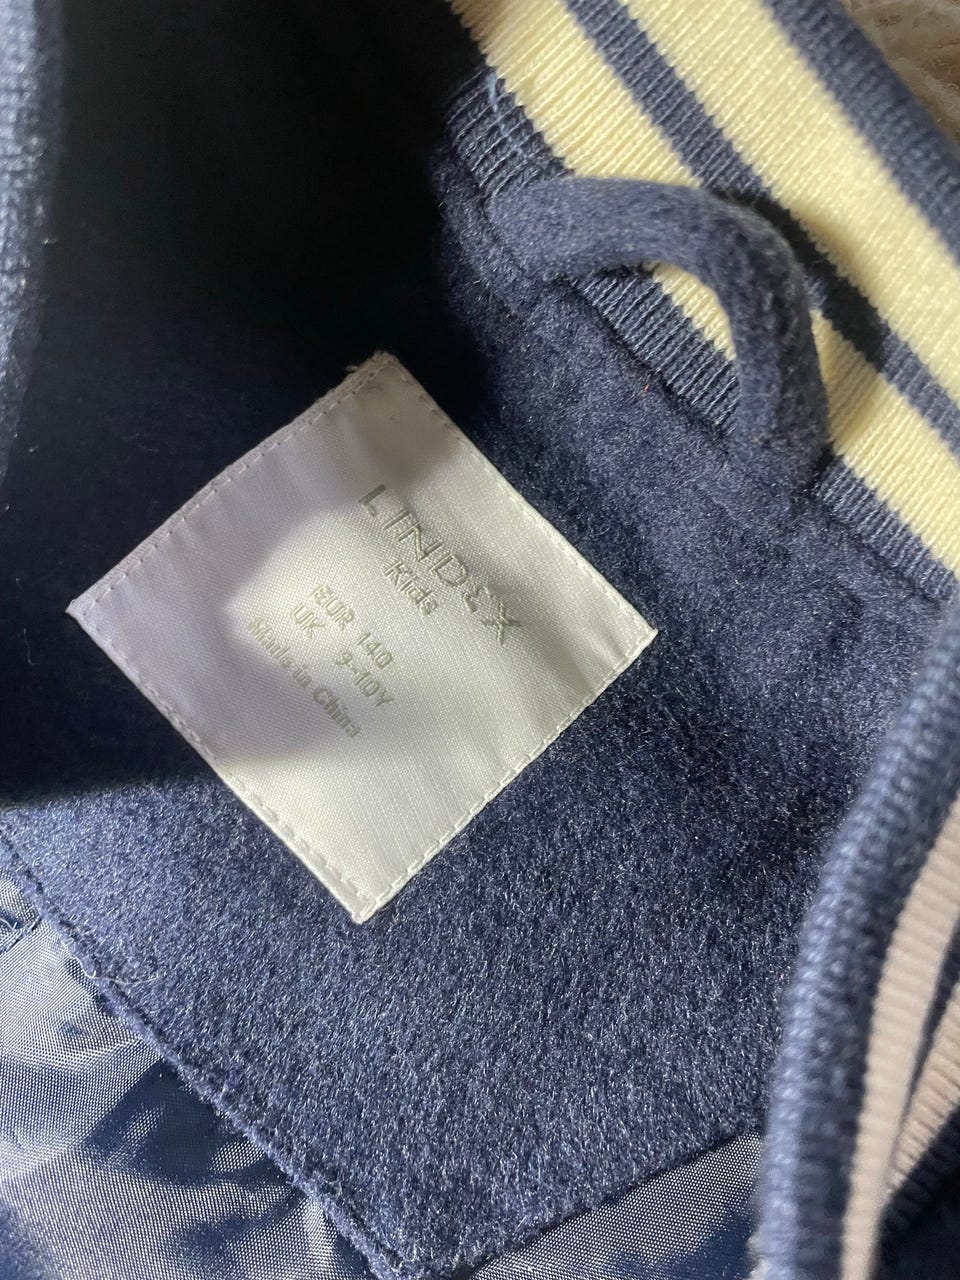 LINDEX
Kids
EUR 140
UK 9-10Y
Made in China